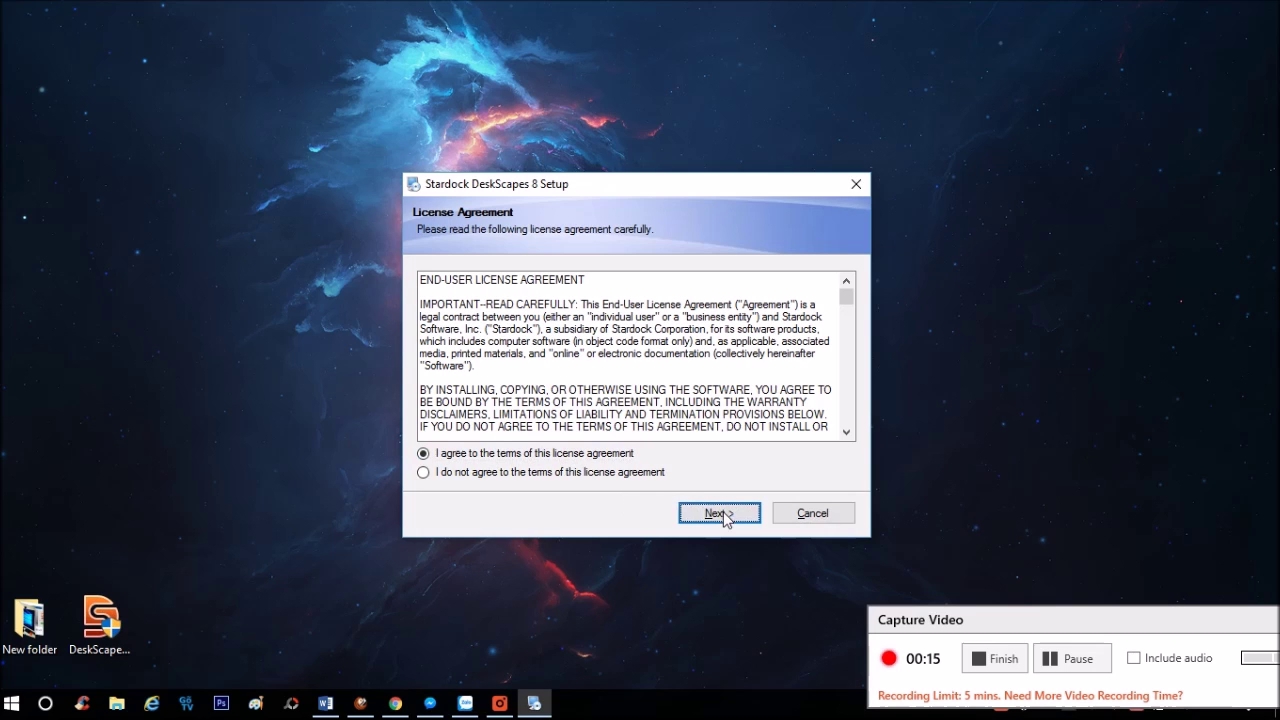 Stardock DeskScapes 8 Setup
License Agreement
Please read the following license agreement carefully.
END-USER LICENSE AGREEMENT
IMPORTANT--READ CAREFULLY: This End-User License Agreement ("Agreement") is a
legal contract between you (either an "individual user" or a "business entity") and Stardock
Software, Inc. ("Stardock"), a subsidiary of Stardock Corporation, for its software products,
which includes computer software (in object code format only) and, as applicable, associated
media, printed materials, and "online" or electronic documentation (collectively hereinafter
"Software").
BY INSTALLING, COPYING, OR OTHERWISE USING THE SOFTWARE, YOU AGREE TO
BE BOUND BY THE TERMS OF THIS AGREEMENT, INCLUDING THE WARRANTY
DISCLAIMERS, LIMITATIONS OF LIABILITY AND TERMINATION PROVISIONS BELOW.
IF YOU DO NOT AGREE TO THE TERMS OF THIS AGREEMENT, DO NOT INSTALL OR
I agree to the terms of this license agreement
I do not agree to the terms of this license agreement
Next >
Cancel
New folder
DeskScape...
Capture Video
00:15
Finish
Pause
Include audio
Recording Limit: 5 mins. Need More Video Recording Time?
GO
TV
Ps
Zalo